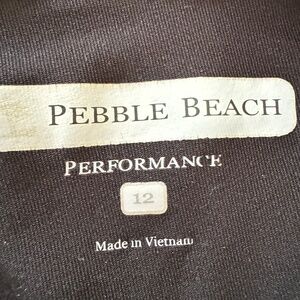 PEBBLE BEACH
PERFORMANCE
12
Made in Vietnam